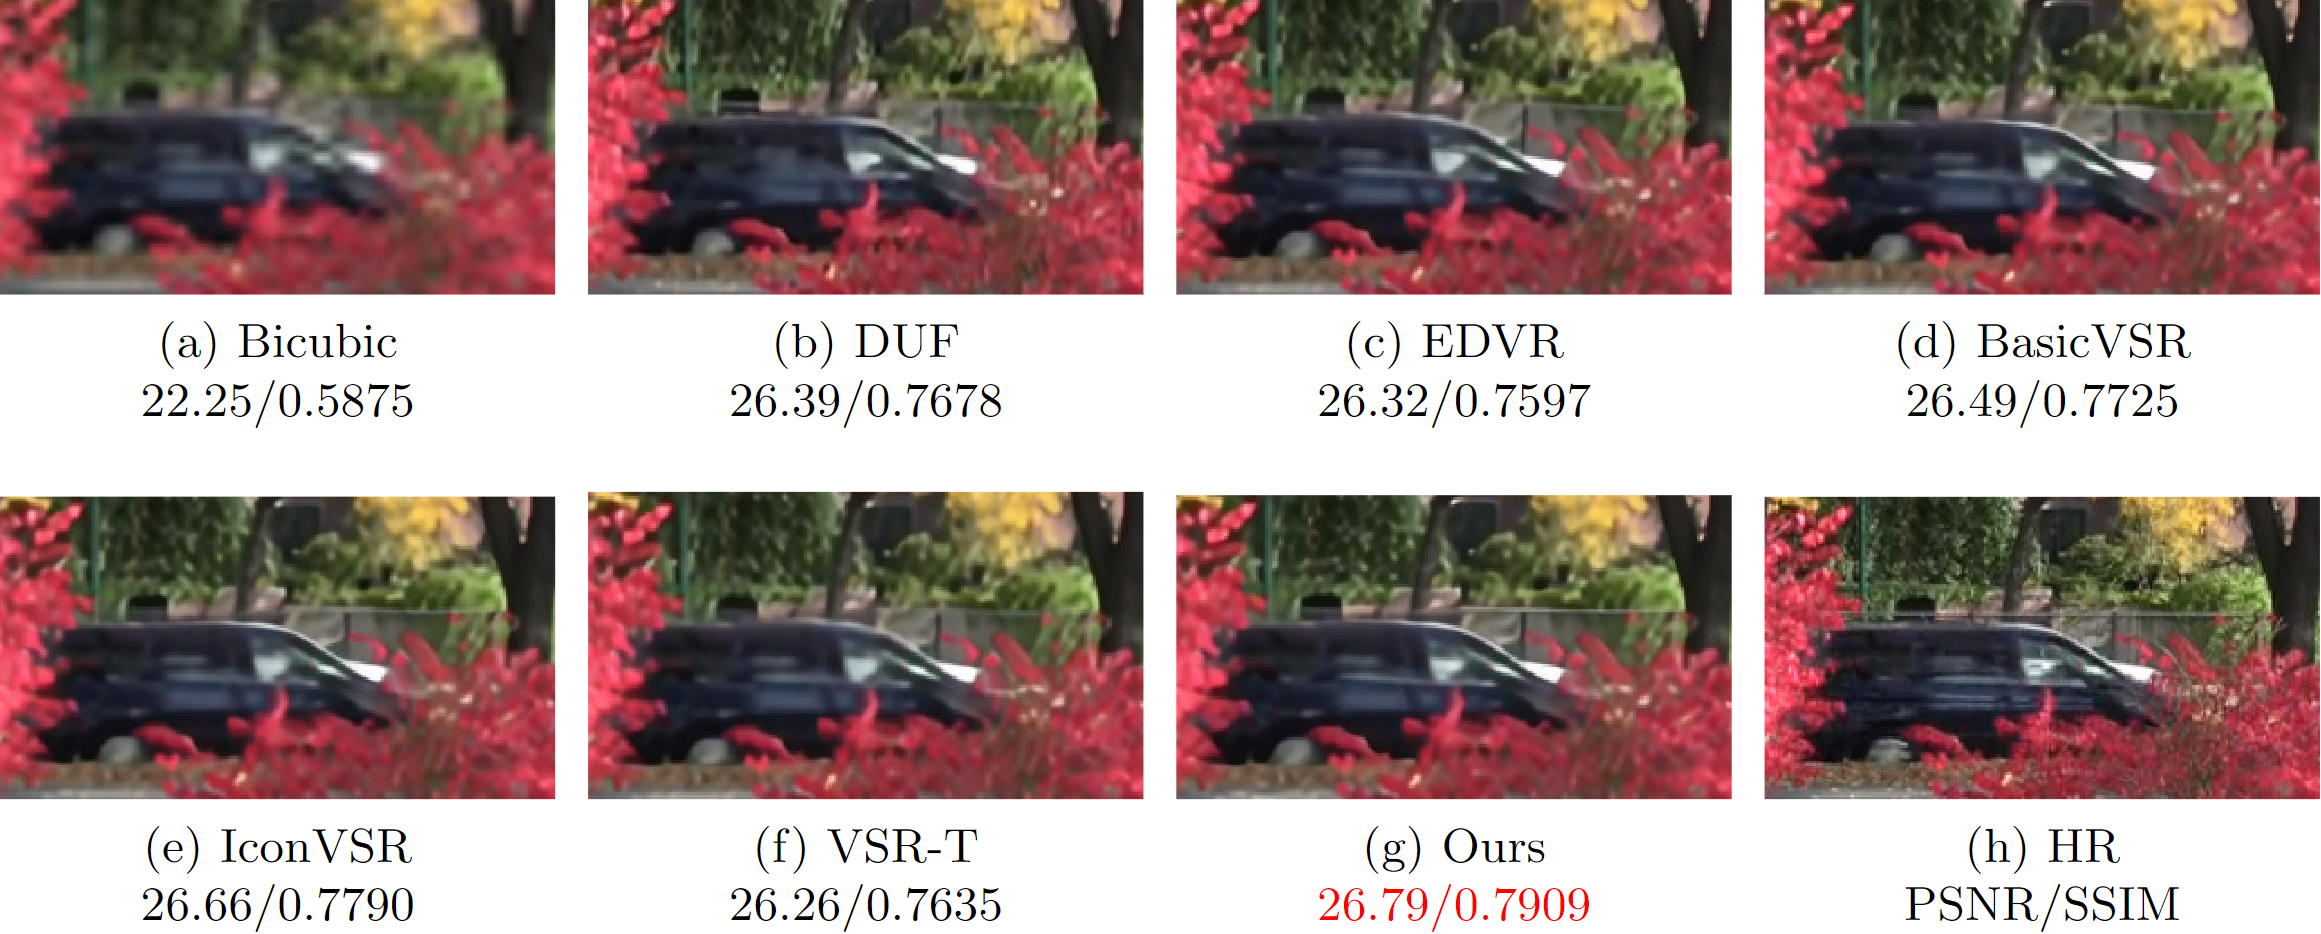 (a) Bicubic
22.25/0.5875
(b) DUF
26.39/0.7678
(c) EDVR
26.32/0.7597
(d) BasicVSR
26.49/0.7725
(e) IconVSR
26.66/0.7790
(f) VSR-T
26.26/0.7635
(g) Ours
26.79/0.7909
(h) HR
PSNR/SSIM